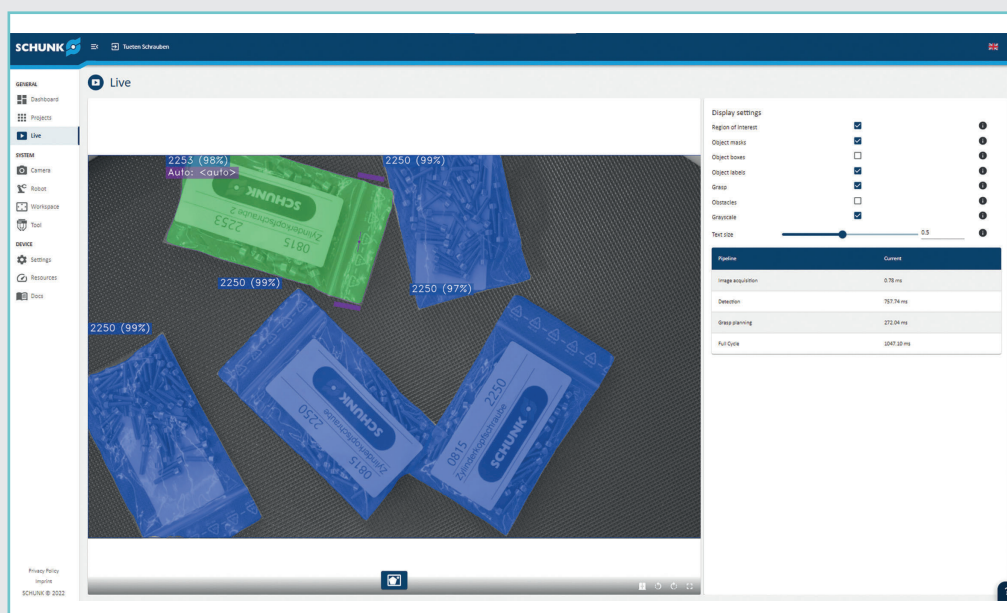 SCHUNK Tueten Schrauben
Live
GENERAL
Dashboard
Projects
Live
SYSTEM
Camera
Robot
Workspace
Tool
DEVICE
Settings
Resources
Docs
Privacy Policy
Imprint
SCHUNK © 2022
2253 (98%)
Auto: <auto>
2250 (99%)
SCHUNK
Zylinderkopfschraube 2
0815 2253
2250 (99%)
2250 (97%)
2250 (99%)
SCHUNK
Zylinderkopfschraube
0815 2250
SCHUNK
0815 2250
Zylinderkopfschraube
Display settings
Region of Interest
Object masks
Object boxes
Object labels
Grasp
Obstacles
Grayscale
Text size 0.5
Pipeline Current
Image acquisition 0.78 ms
Detection 757.74 ms
Grasp planning 272.04 ms
Full Cycle 1047.10 ms